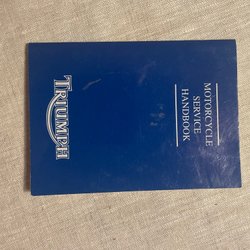 TRIUMPH
MOTORCYCLE
SERVICE
HANDBOOK